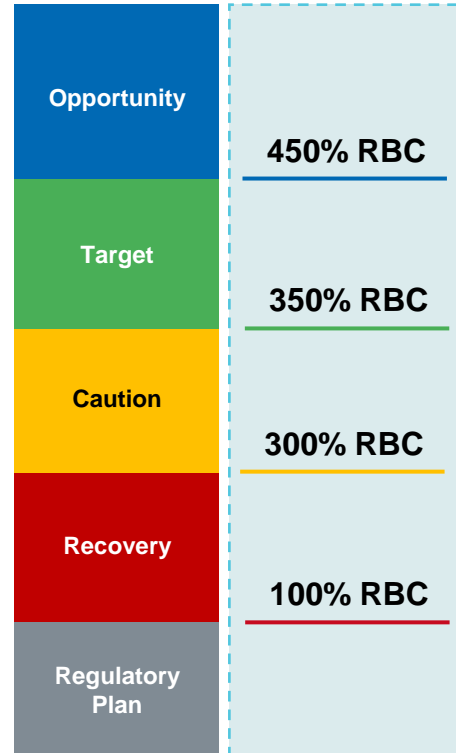 Opportunity
450% RBC
Target
350% RBC
Caution
300% RBC
Recovery
100% RBC
Regulatory
Plan